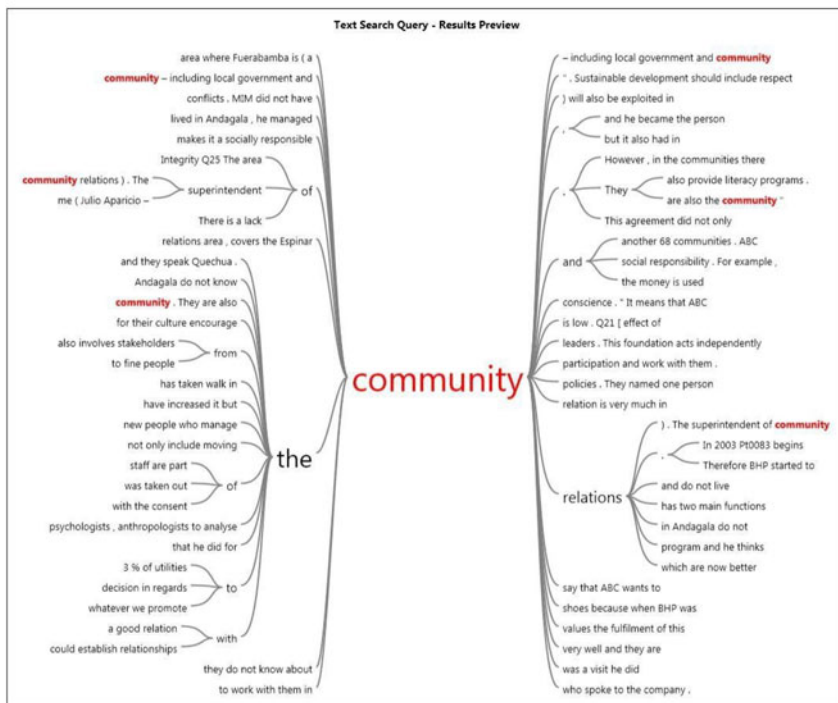 Text Search Query - Results Preview
area where Fuerabamba is ( a
community – including local government and
conflicts . MIM did not have
lived in Andagala , he managed
makes it a socially responsible
Integrity Q25 The area
community relations ) . The
me ( Julio Aparicio –
superintendent
There is a lack
of
relations area , covers the Espinar
and they speak Quechua .
Andagala do not know
community . They are also
for their culture encourage
also involves stakeholders
to fine people
from
has taken walk in
have increased it but
new people who manage
not only include moving
staff are part
was taken out
with the consent
of
psychologists , anthropologists to analyse
that he did for
3 % of utilities
decision in regards
whatever we promote
to
a good relation
could establish relationships
with
the
they do not know about
to work with them in
community
– including local government and community
" . Sustainable development should include respect
) will also be exploited in
,
and he became the person
but it also had in
.
However , in the communities there
They
also provide literacy programs .
are also the community "
This agreement did not only
and
another 68 communities . ABC
social responsibility . For example ,
the money is used
conscience . " It means that ABC
is low . Q21 [ effect of
leaders . This foundation acts independently
participation and work with them .
policies . They named one person
relation is very much in
relations
) . The superintendent of community
.
In 2003 Pt0083 begins
Therefore BHP started to
and do not live
has two main functions
in Andagala do not
program and he thinks
which are now better
say that ABC wants to
shoes because when BHP was
values the fulfilment of this
very well and they are
was a visit he did
who spoke to the company .